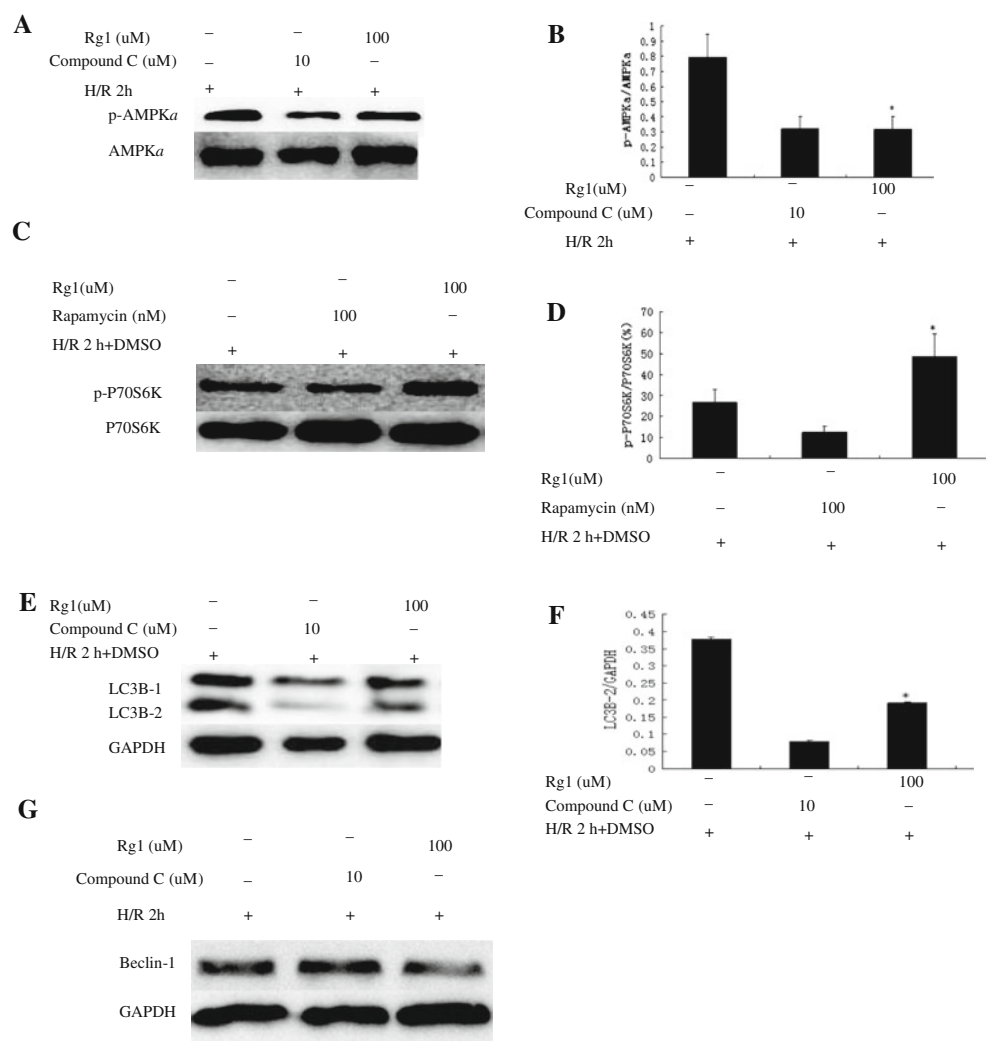 A
Rg1 (uM) – – 100
Compound C (uM) – 10 –
H/R 2h + + +
p-AMPKa
AMPKa
B
p-AMPKa/AMPKa
1
0.9
0.8
0.7
0.6
0.5
0.4
0.3
0.2
0.1
0
*
Rg1(uM) – – 100
Compound C (uM) – 10 –
H/R 2h + + +
C
Rg1(uM) – – 100
Rapamycin (nM) – 100 –
H/R 2 h+DMSO + + +
p-P70S6K
P70S6K
D
p-P70S6K/P70S6K(%)
70
60
50
40
30
20
10
0
*
Rg1(uM) – – 100
Rapamycin (nM) – 100 –
H/R 2 h+DMSO + + +
E
Rg1(uM) – – 100
Compound C (uM) – 10 –
H/R 2 h+DMSO + + +
LC3B-1
LC3B-2
GAPDH
F
LC3B-2/GAPDH
0.45
0.4
0.35
0.3
0.25
0.2
0.15
0.1
0.05
0
*
Rg1 (uM) – – 100
Compound C (uM) – 10 –
H/R 2 h+DMSO + + +
G
Rg1 (uM) – – 100
Compound C (uM) – 10 –
H/R 2h + + +
Beclin-1
GAPDH